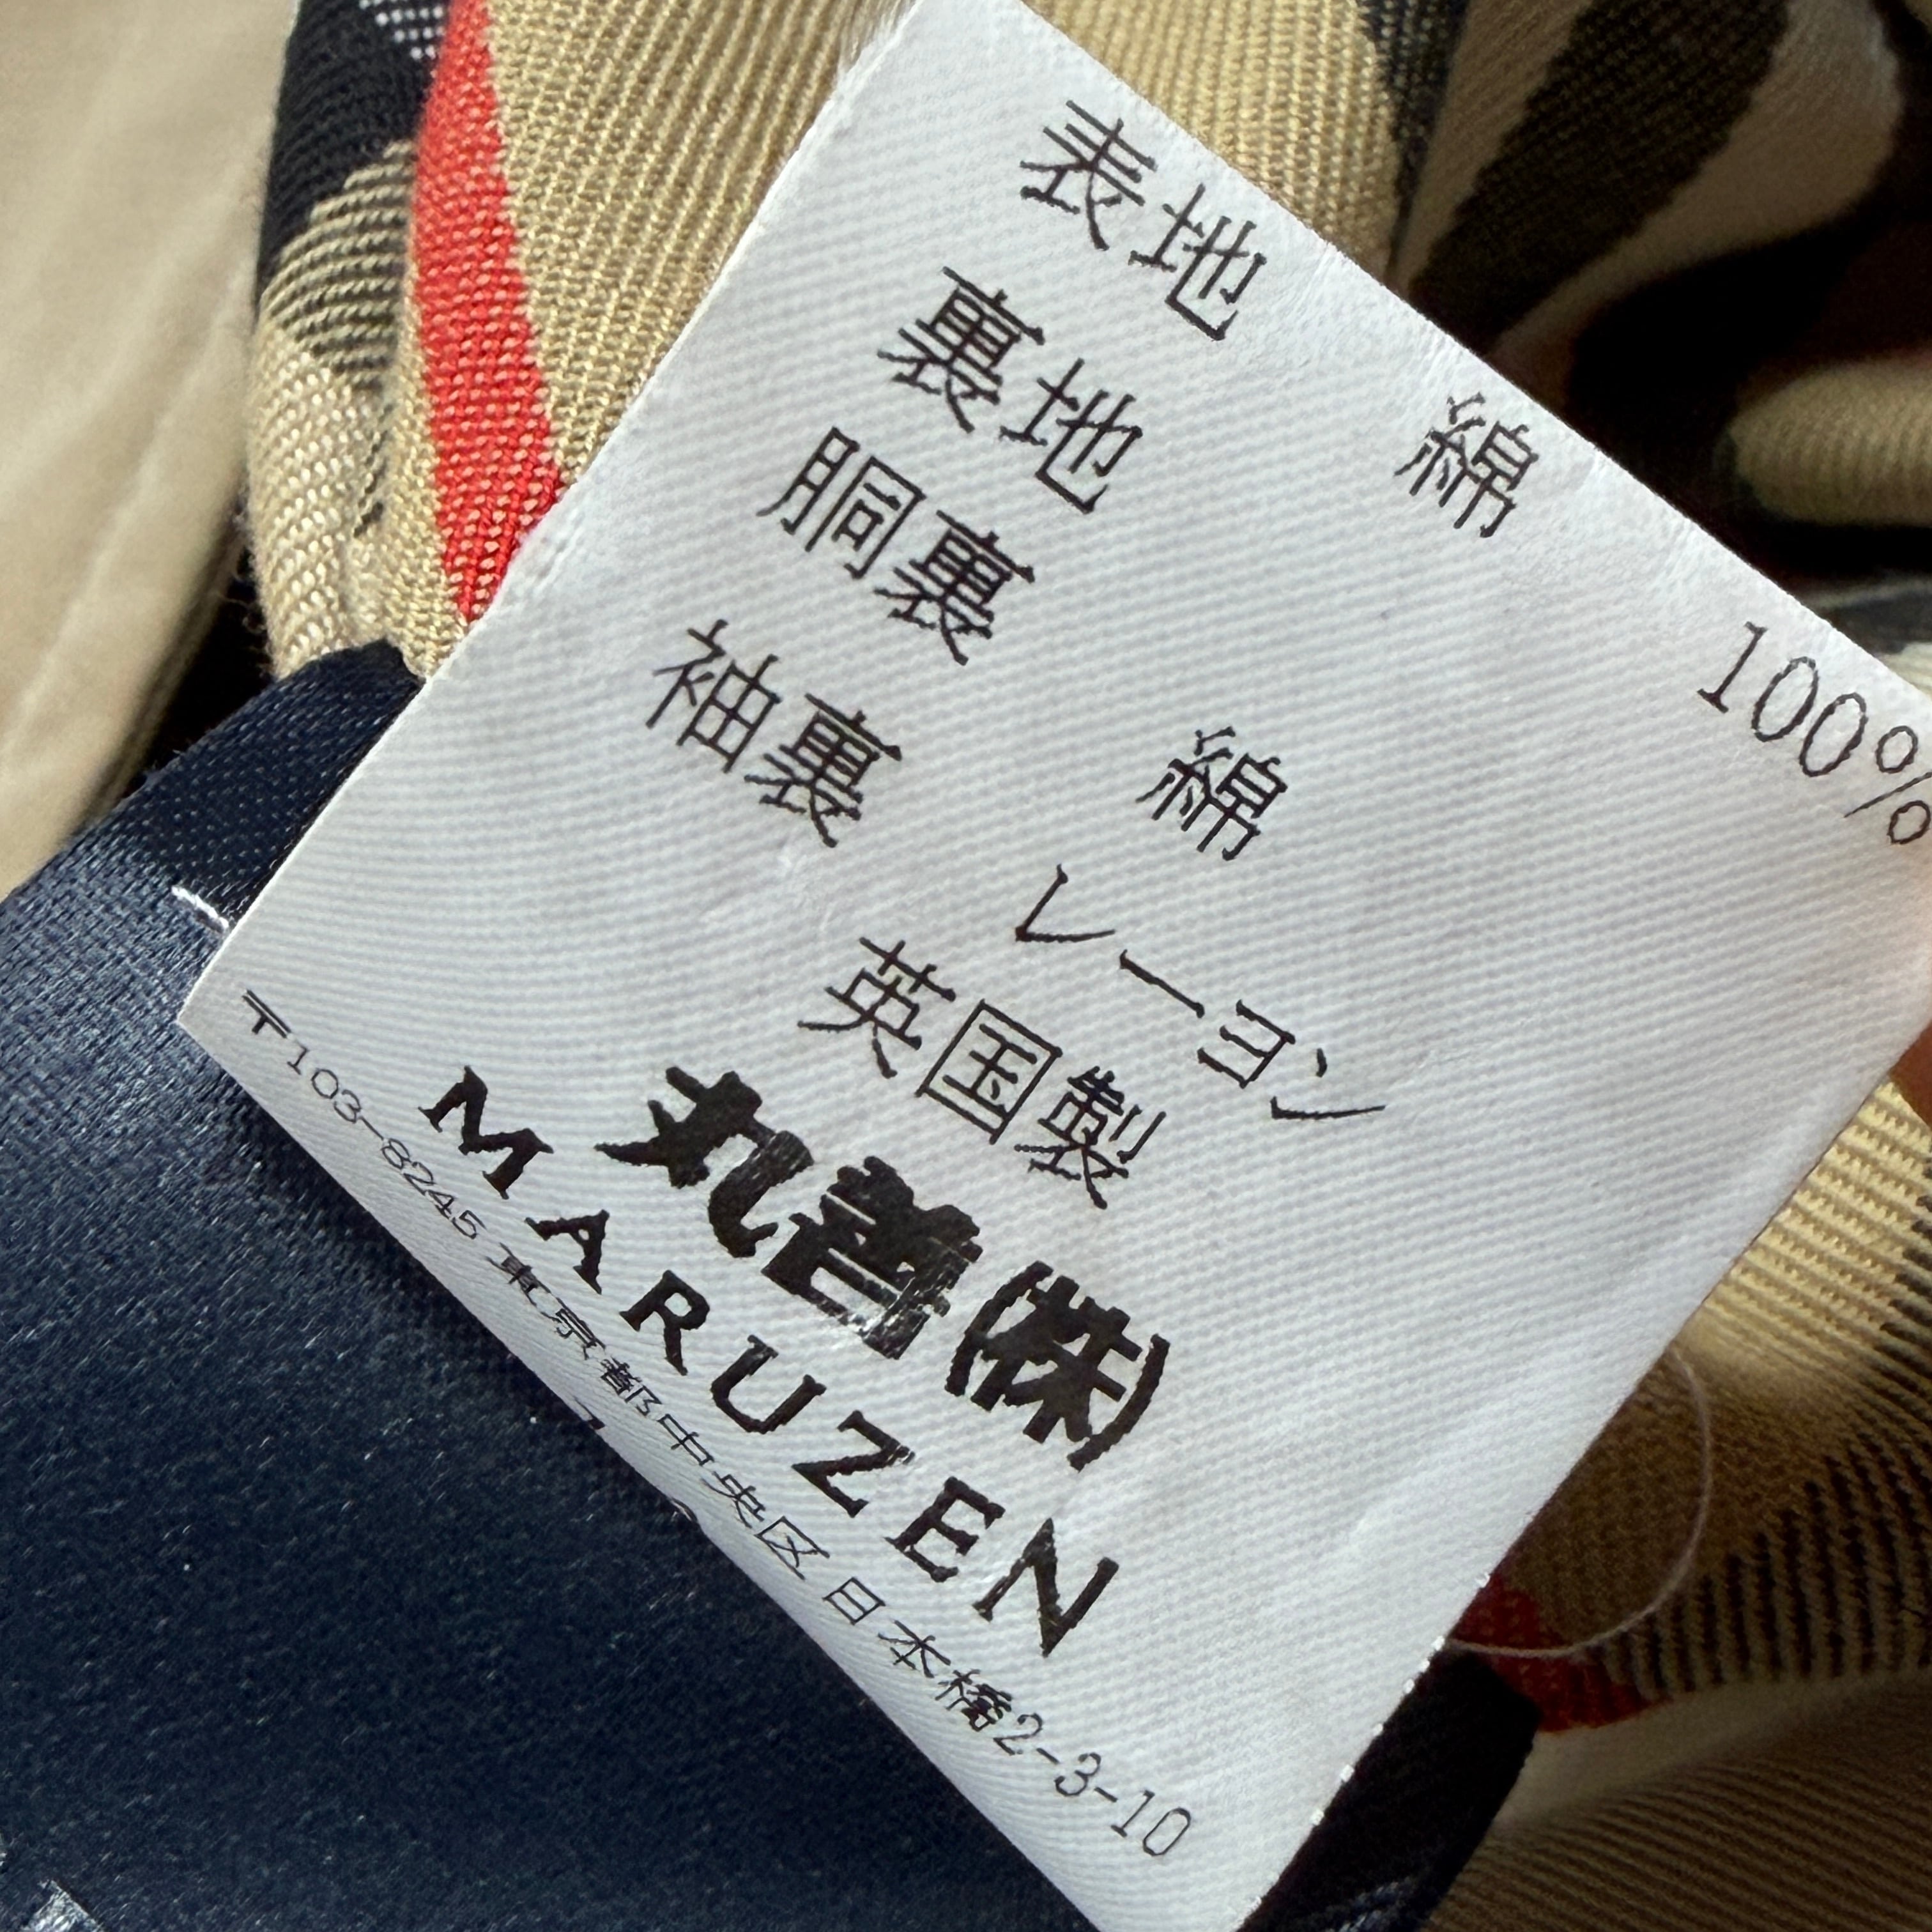 表地 綿 100%
裏地
胴裏 綿
袖裏 レーヨン
英国製
丸善(株)
MARUZEN
〒103-8245 東京都中央区日本橋2-3-10